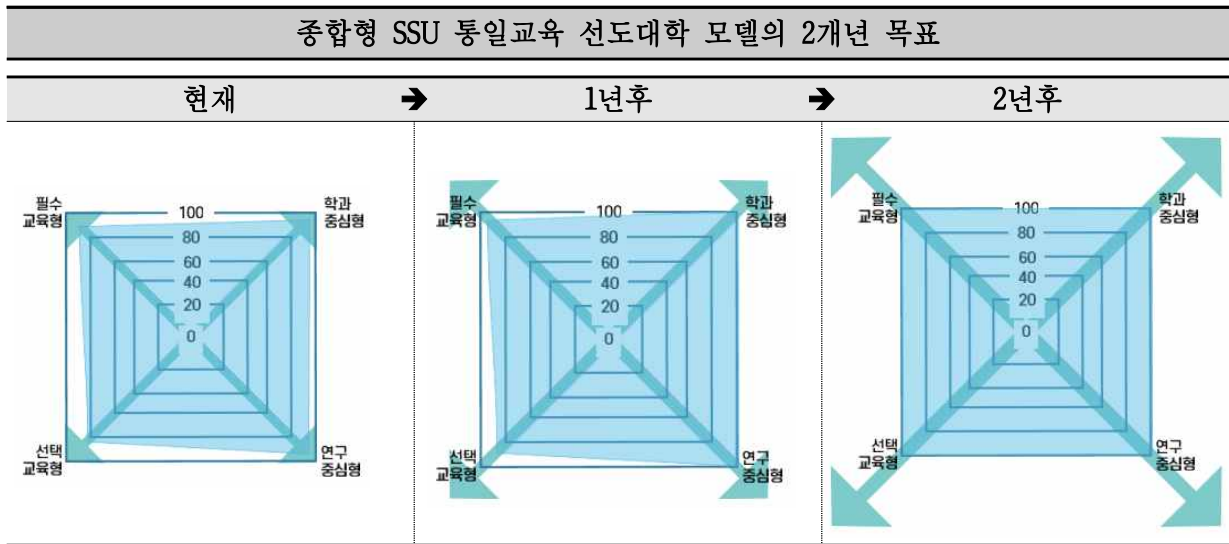 종합형 SSU 통일교육 선도대학 모델의 2개년 목표
현재 ➔ 1년후 ➔ 2년후
필수
교육형
학과
중심형
100
80
60
40
20
0
선택
교육형
연구
중심형
필수
교육형
학과
중심형
100
80
60
40
20
0
선택
교육형
연구
중심형
필수
교육형
학과
중심형
100
80
60
40
20
0
선택
교육형
연구
중심형